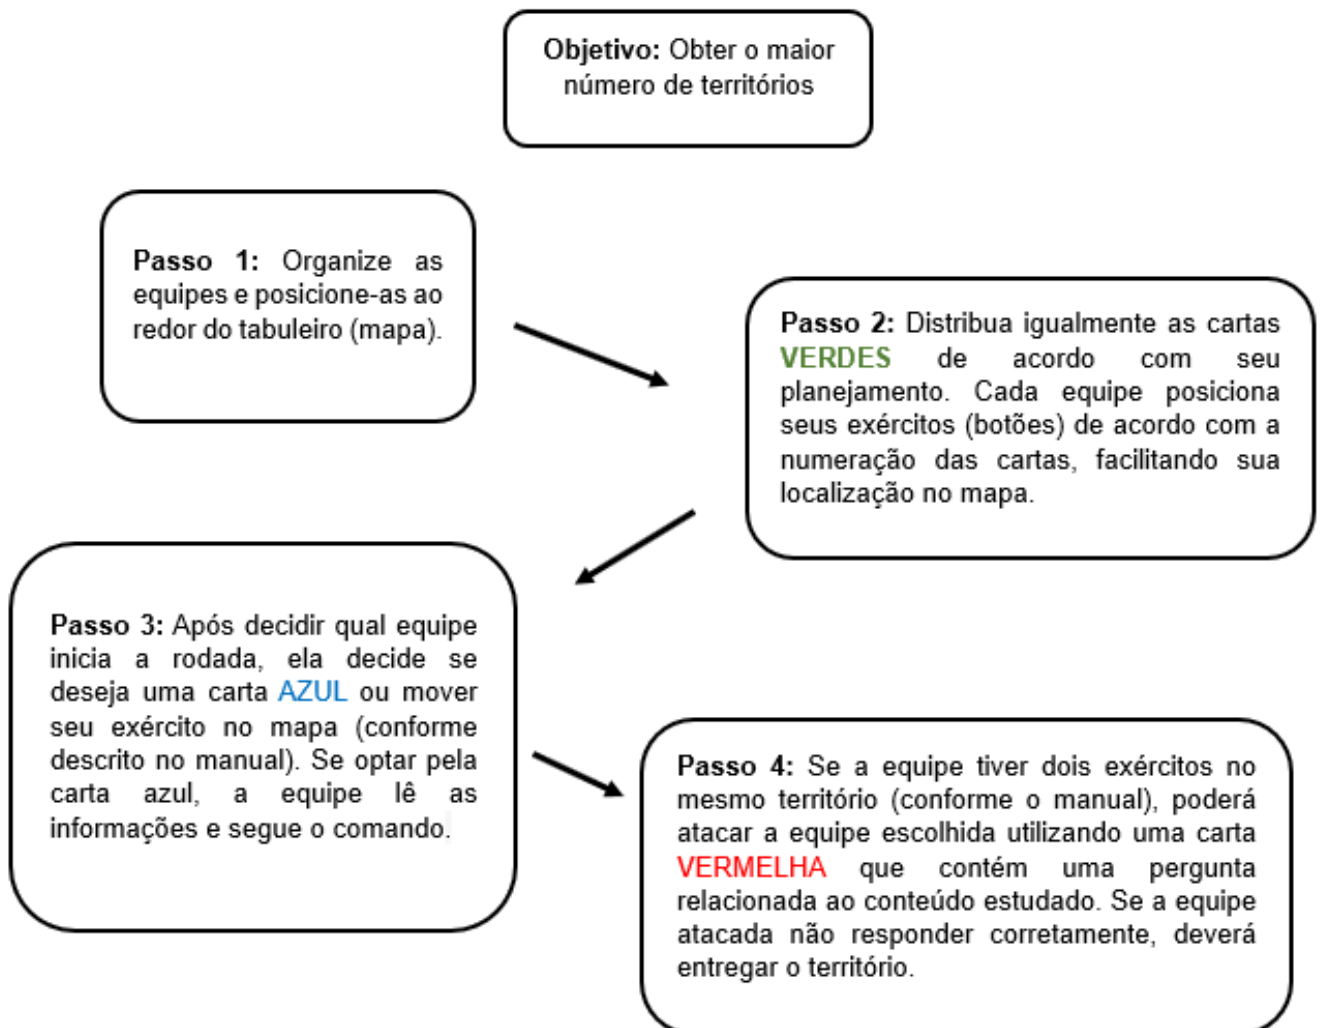 Objetivo: Obter o maior
número de territórios
Passo 1: Organize as
equipes e posicione-as ao
redor do tabuleiro (mapa).
Passo 2: Distribua igualmente as cartas
VERDES de acordo com seu
planejamento. Cada equipe posiciona
seus exércitos (botões) de acordo com a
numeração das cartas, facilitando sua
localização no mapa.
Passo 3: Após decidir qual equipe
inicia a rodada, ela decide se
deseja uma carta AZUL ou mover
seu exército no mapa (conforme
descrito no manual). Se optar pela
carta azul, a equipe lê as
informações e segue o comando.
Passo 4: Se a equipe tiver dois exércitos no
mesmo território (conforme o manual), poderá
atacar a equipe escolhida utilizando uma carta
VERMELHA que contém uma pergunta
relacionada ao conteúdo estudado. Se a equipe
atacada não responder corretamente, deverá
entregar o território.